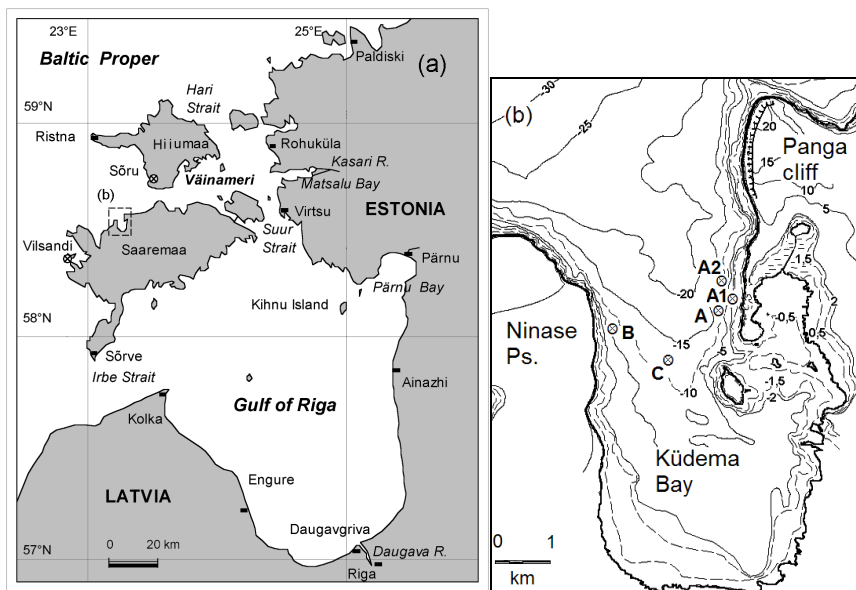 23°E
25°E
Baltic Proper
(a)
Paldiski
Hari
Strait
59°N
Ristna
Hiiumaa
Rohuküla
Kasari R.
Sõru
Väinameri
Matsalu Bay
(b)
Virtsu
ESTONIA
Suur
Strait
Saaremaa
Vilsandi
Pärnu
Pärnu Bay
Kihnu Island
58°N
Sõrve
Irbe Strait
Ainazhi
Gulf of Riga
Kolka
Engure
LATVIA
Daugavgriva
57°N
0 20 km
Daugava R.
Riga
(b)
-30
-25
20
15
Panga
cliff
-10
-5
-1,5
A2
-20
A1
2
A
-0,5
-0,5
Ninase
Ps.
B
-15
-5
C
-10
-1,5
-2
Küdema
Bay
0 1
km